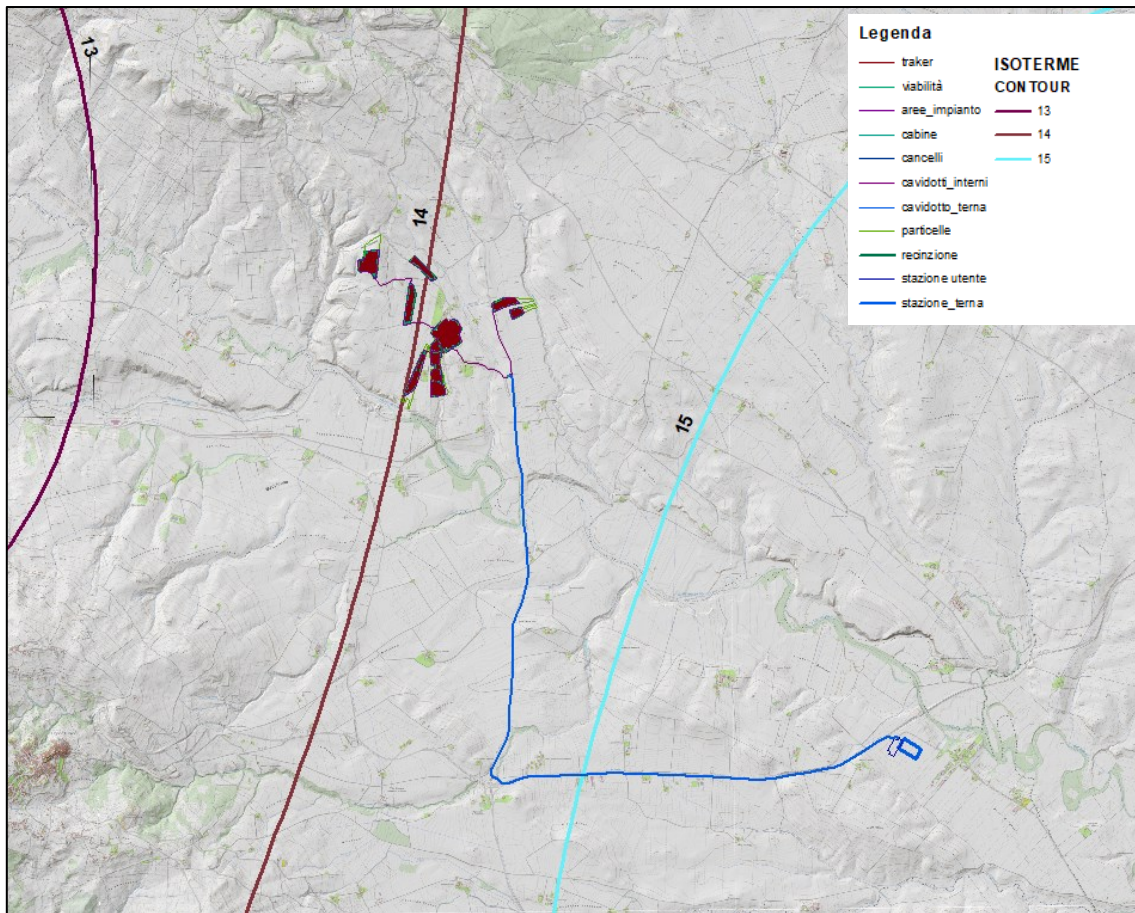 Legenda
traker
viabilità
aree_impianto
cabine
cancelli
cavidotti_interni
cavidotto_terna
particelle
recinzione
stazione utente
stazione_terna
ISOTERME
CONTOUR
13
14
15
13
14
15